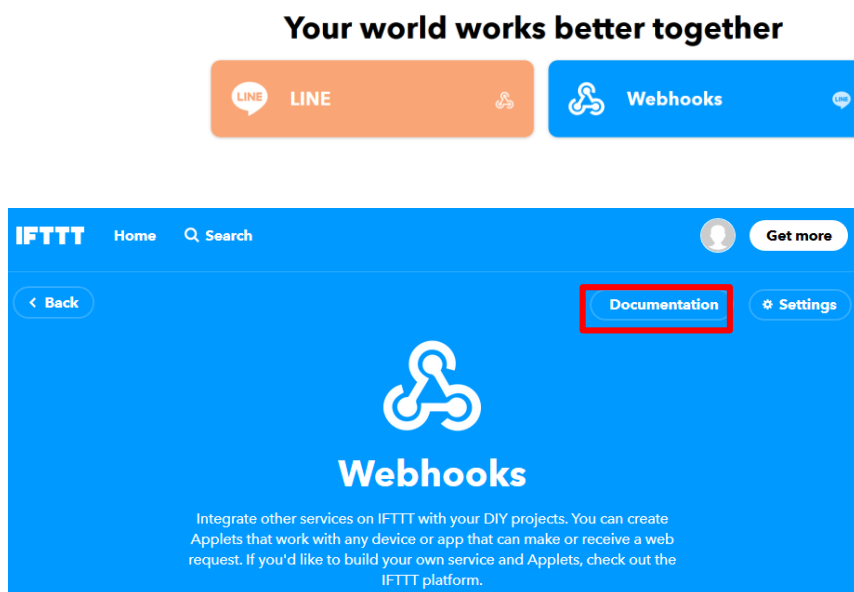 Your world works better together
LINE LINE
Webhooks LINE
IFTTT Home Search Get more
Back Documentation Settings
Webhooks
Integrate other services on IFTTT with your DIY projects. You can create
Applets that work with any device or app that can make or receive a web
request. If you'd like to build your own service and Applets, check out the
IFTTT platform.